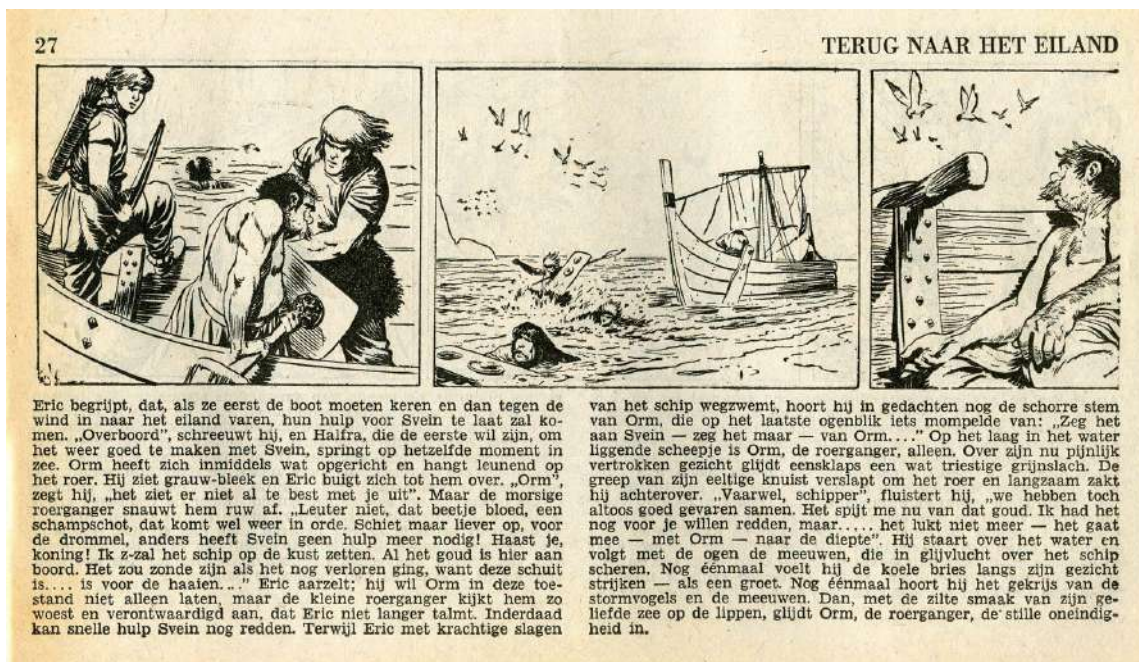 27
TERUG NAAR HET EILAND
Eric begrijpt, dat, als ze eerst de boot moeten keren en dan tegen de
wind in naar het eiland varen, hun hulp voor Svein te laat zal ko-
men. „Overboord”, schreeuwt hij, en Halfra, die de eerste wil zijn, om
het weer goed te maken met Svein, springt op hetzelfde moment in
zee. Orm heeft zich inmiddels wat opgericht en hangt leunend op
het roer. Hij ziet grauw-bleek en Eric buigt zich tot hem over. „Orm”,
zegt hij, „het ziet er niet al te best met je uit”. Maar de morsige
roerganger snauwt hem ruw af. „Leuter niet, dat beetje bloed, een
schampschot, dat komt wel weer in orde. Schiet maar liever op, voor
de drommel, anders heeft Svein geen hulp meer nodig! Haast je,
koning! Ik z-zal het schip op de kust zetten. Al het goud is hier aan
boord. Het zou zonde zijn als het nog verloren ging, want deze schuit
is.... is voor de haaien....” Eric aarzelt; hij wil Orm in deze toe-
stand niet alleen laten, maar de kleine roerganger kijkt hem zo
woest en verontwaardigd aan, dat Eric niet langer talmt. Inderdaad
kan snelle hulp Svein nog redden. Terwijl Eric met krachtige slagen
van het schip wegzwemt, hoort hij in gedachten nog de schorre stem
van Orm, die op het laatste ogenblik iets mompelde van: „Zeg het
aan Svein — zeg het maar — van Orm....” Op het laag in het water
liggende scheepje is Orm, de roerganger, alleen. Over zijn nu pijnlijk
vertrokken gezicht glijdt eensklaps een wat triestige grijnslach. De
greep van zijn eeltige knuist verslapt om het roer en langzaam zakt
hij achterover. „Vaarwel, schipper”, fluistert hij, „we hebben toch
altoos goed gevaren samen. Het spijt me nu van dat goud. Ik had het
nog voor je willen redden, maar..... het lukt niet meer — het gaat
mee — met Orm — naar de diepte”. Hij staart over het water en
volgt met de ogen de meeuwen, die in glijvlucht over het schip
scheren. Nog éénmaal voelt hij de koele bries langs zijn gezicht
strijken — als een groet. Nog éénmaal hoort hij het gekrijs van de
stormvogels en de meeuwen. Dan, met de zilte smaak van zijn ge-
liefde zee op de lippen, glijdt Orm, de roerganger, de stille oneindig-
heid in.